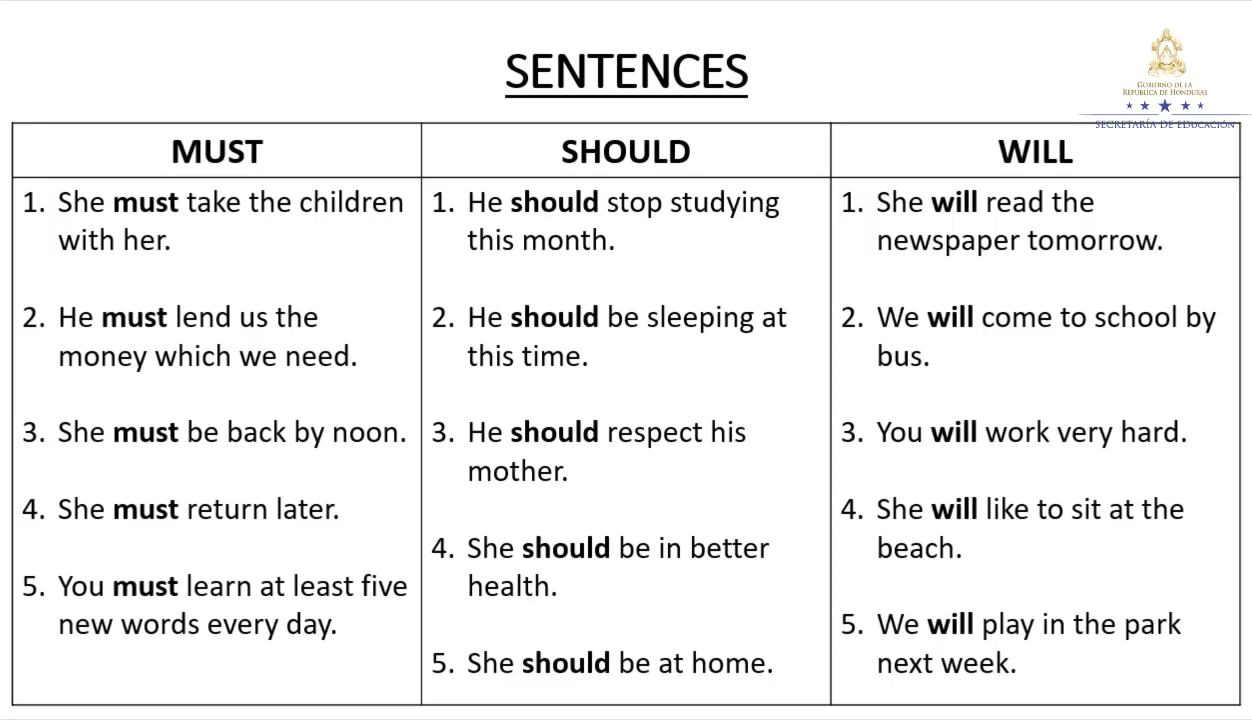 SENTENCES
GOBIERNO DE LA
REPÚBLICA DE HONDURAS
SECRETARÍA DE EDUCACIÓN
MUST
1. She must take the children
with her.
2. He must lend us the
money which we need.
3. She must be back by noon.
4. She must return later.
5. You must learn at least five
new words every day.
SHOULD
1. He should stop studying
this month.
2. He should be sleeping at
this time.
3. He should respect his
mother.
4. She should be in better
health.
5. She should be at home.
WILL
1. She will read the
newspaper tomorrow.
2. We will come to school by
bus.
3. You will work very hard.
4. She will like to sit at the
beach.
5. We will play in the park
next week.